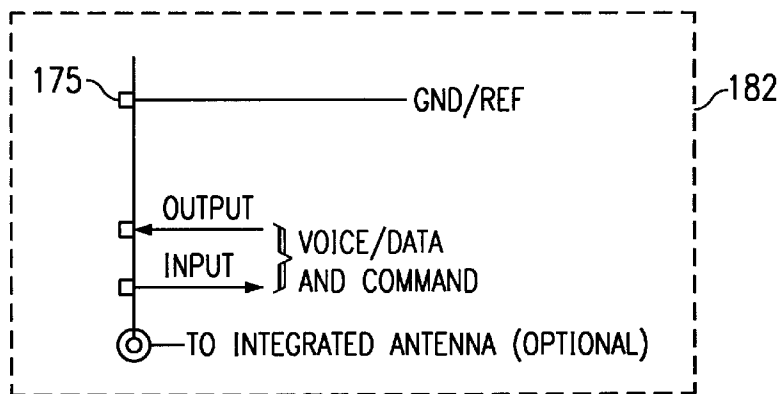 175
GND/REF
182
OUTPUT
INPUT
VOICE/DATA
AND COMMAND
TO INTEGRATED ANTENNA (OPTIONAL)